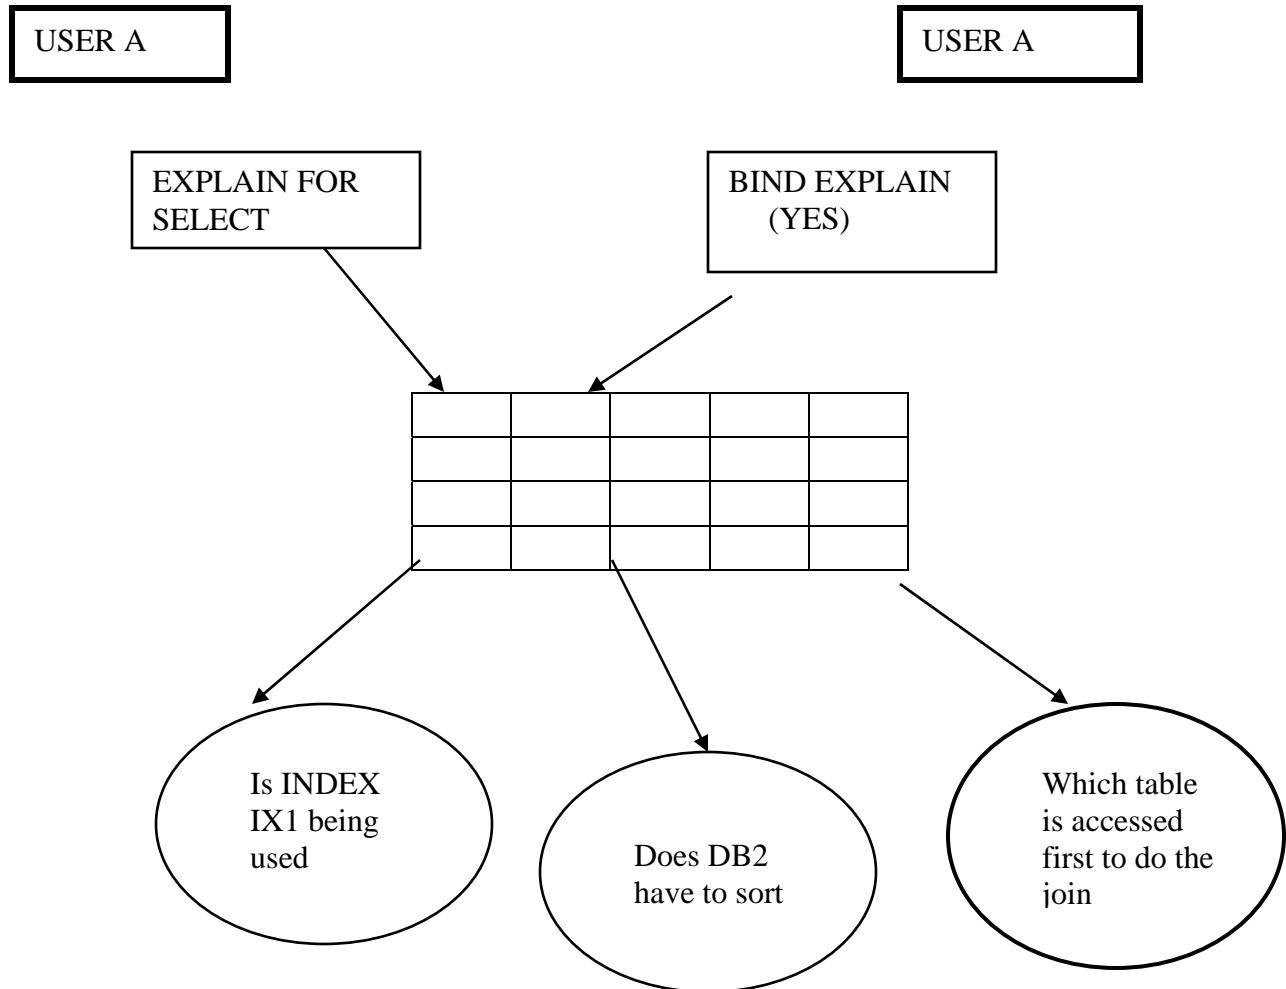 USER A
USER A
EXPLAIN FOR
SELECT
BIND EXPLAIN
(YES)
Is INDEX
IX1 being
used
Does DB2
have to sort
Which table
is accessed
first to do the
join